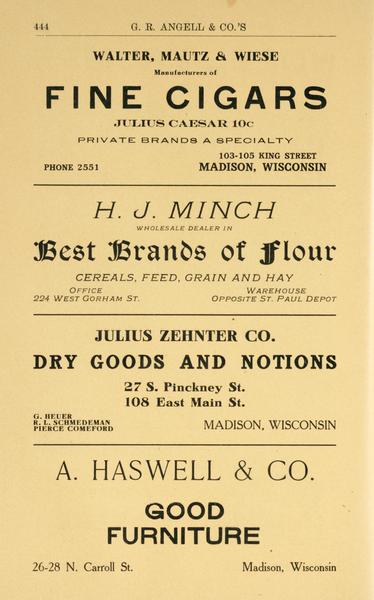 444 G. R. ANGELL & CO.'S
WALTER, MAUTZ & WIESE
Manufacturers of
FINE CIGARS
JULIUS CAESAR 10c
PRIVATE BRANDS A SPECIALTY
103-105 KING STREET
PHONE 2551 MADISON, WISCONSIN
H. J. MINCH
WHOLESALE DEALER IN
Best Brands of Flour
CEREALS, FEED, GRAIN AND HAY
OFFICE WAREHOUSE
224 WEST GORHAM ST. OPPOSITE ST. PAUL DEPOT
JULIUS ZEHNTER CO.
DRY GOODS AND NOTIONS
27 S. Pinckney St.
108 East Main St.
G. HEUER
R. L. SCHMEDEMAN
PIERCE COMEFORD MADISON, WISCONSIN
A. HASWELL & CO.
GOOD
FURNITURE
26-28 N. Carroll St. Madison, Wisconsin